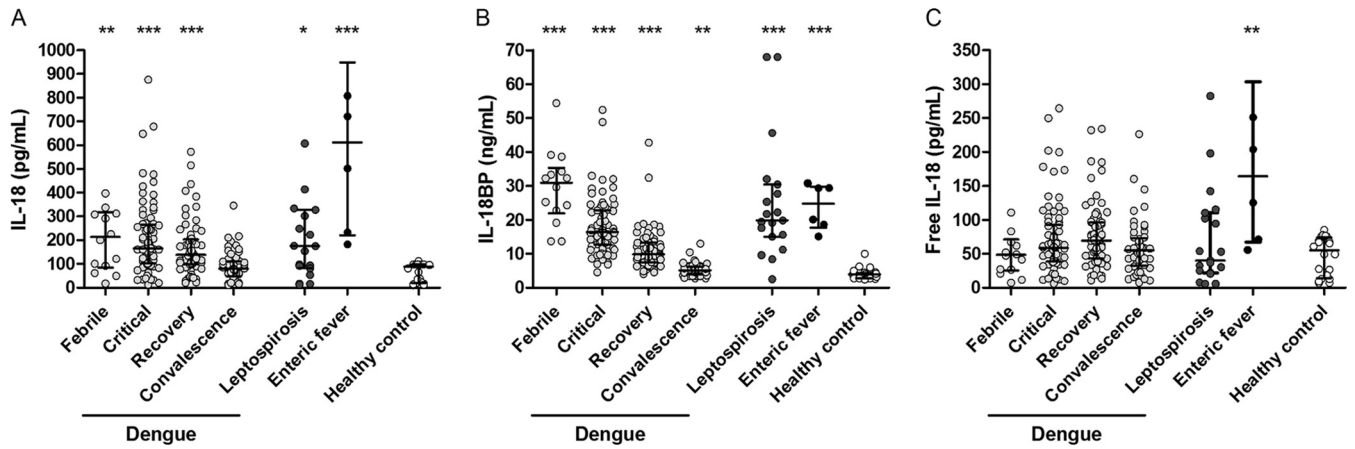 A
** *** *** * ***
IL-18 (pg/mL)
1000
900
800
700
600
500
400
300
200
100
0
Febrile
Critical
Recovery
Convalescence
Leptospirosis
Enteric fever
Healthy control
Dengue
B
*** *** *** ** *** ***
IL-18BP (ng/mL)
70
60
50
40
30
20
10
0
Febrile
Critical
Recovery
Convalescence
Leptospirosis
Enteric fever
Healthy control
Dengue
C
**
Free IL-18 (pg/mL)
350
300
250
200
150
100
50
0
Febrile
Critical
Recovery
Convalescence
Leptospirosis
Enteric fever
Healthy control
Dengue